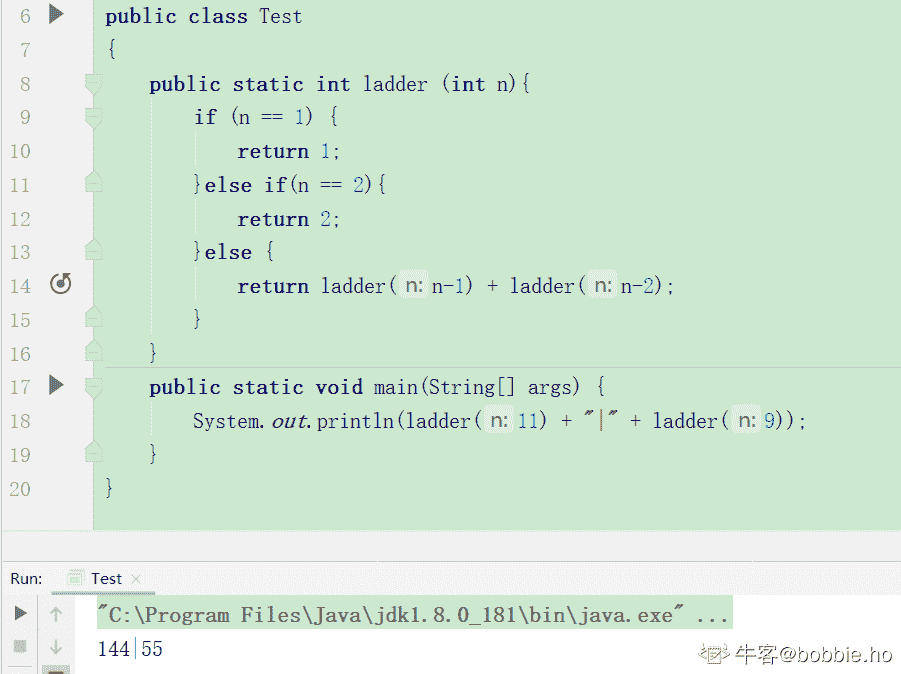 6 public class Test
7 {
8 public static int ladder (int n){
9 if (n == 1) {
10 return 1;
11 }else if(n == 2){
12 return 2;
13 }else {
14 return ladder( n: n-1) + ladder( n: n-2);
15 }
16 }
17 public static void main(String[] args) {
18 System.out.println(ladder( n: 11) + "|" + ladder( n: 9));
19 }
20 }
Run: Test ×
"C:\Program Files\Java\jdk1.8.0_181\bin\java.exe" ...
144|55
牛客@bobbie.ho